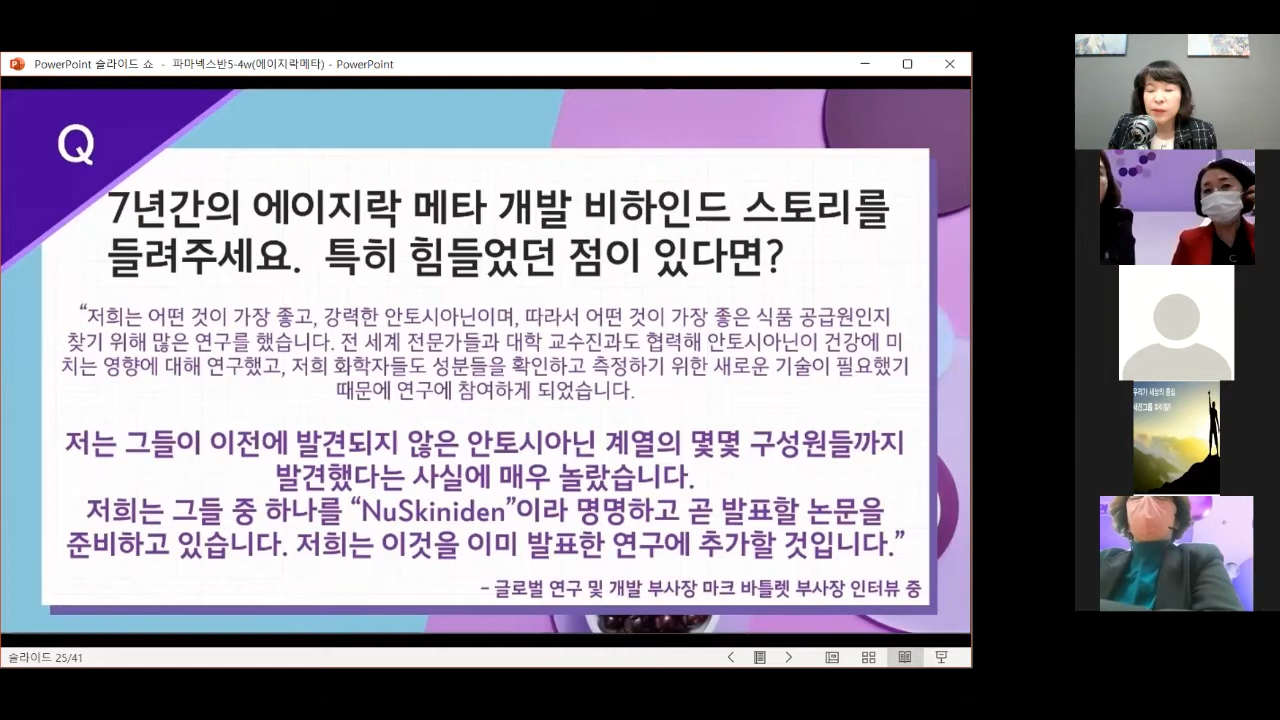 PowerPoint 슬라이드 쇼 - 파마넥스반5-4w(에이지락메타) - PowerPoint
Q
7년간의 에이지락 메타 개발 비하인드 스토리를
들려주세요. 특히 힘들었던 점이 있다면?
“저희는 어떤 것이 가장 좋고, 강력한 안토시아닌이며, 따라서 어떤 것이 가장 좋은 식품 공급원인지
찾기 위해 많은 연구를 했습니다. 전 세계 전문가들과 대학 교수진과도 협력해 안토시아닌이 건강에 미
치는 영향에 대해 연구했고, 저희 화학자들도 성분들을 확인하고 측정하기 위한 새로운 기술이 필요했기
때문에 연구에 참여하게 되었습니다.
저는 그들이 이전에 발견되지 않은 안토시아닌 계열의 몇몇 구성원들까지
발견했다는 사실에 매우 놀랐습니다.
저희는 그들 중 하나를 “NuSkiniden”이라 명명하고 곧 발표할 논문을
준비하고 있습니다. 저희는 이것을 이미 발표한 연구에 추가할 것입니다.”
– 글로벌 연구 및 개발 부사장 마크 바틀렛 부사장 인터뷰 중
슬라이드 25/41
우리가 세상의 중심